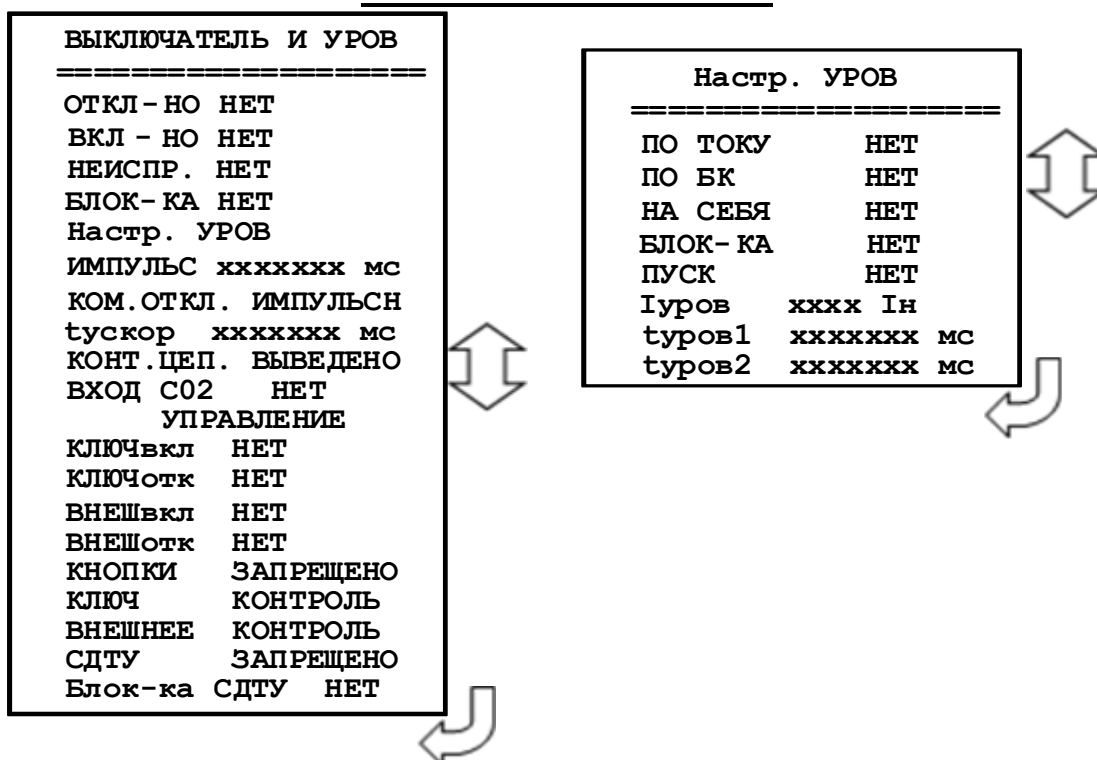 ВЫКЛЮЧАТЕЛЬ И УРОВ
====================
ОТКЛ-НО НЕТ
ВКЛ - НО НЕТ
НЕИСПР. НЕТ
БЛОК-КА НЕТ
Настр. УРОВ
ИМПУЛЬС xxxxxxx мс
КОМ.ОТКЛ. ИМПУЛЬСН
tускор xxxxxxx мс
КОНТ.ЦЕП. ВЫВЕДЕНО
ВХОД С02 НЕТ
УПРАВЛЕНИЕ
КЛЮЧвкл НЕТ
КЛЮЧотк НЕТ
ВНЕШвкл НЕТ
ВНЕШотк НЕТ
КНОПКИ ЗАПРЕЩЕНО
КЛЮЧ КОНТРОЛЬ
ВНЕШНЕЕ КОНТРОЛЬ
СДТУ ЗАПРЕЩЕНО
Блок-ка СДТУ НЕТ
Настр. УРОВ
====================
ПО ТОКУ НЕТ
ПО БК НЕТ
НА СЕБЯ НЕТ
БЛОК-КА НЕТ
ПУСК НЕТ
Iуров xxxx Iн
tуров1 xxxxxxx мс
tуров2 xxxxxxx мс